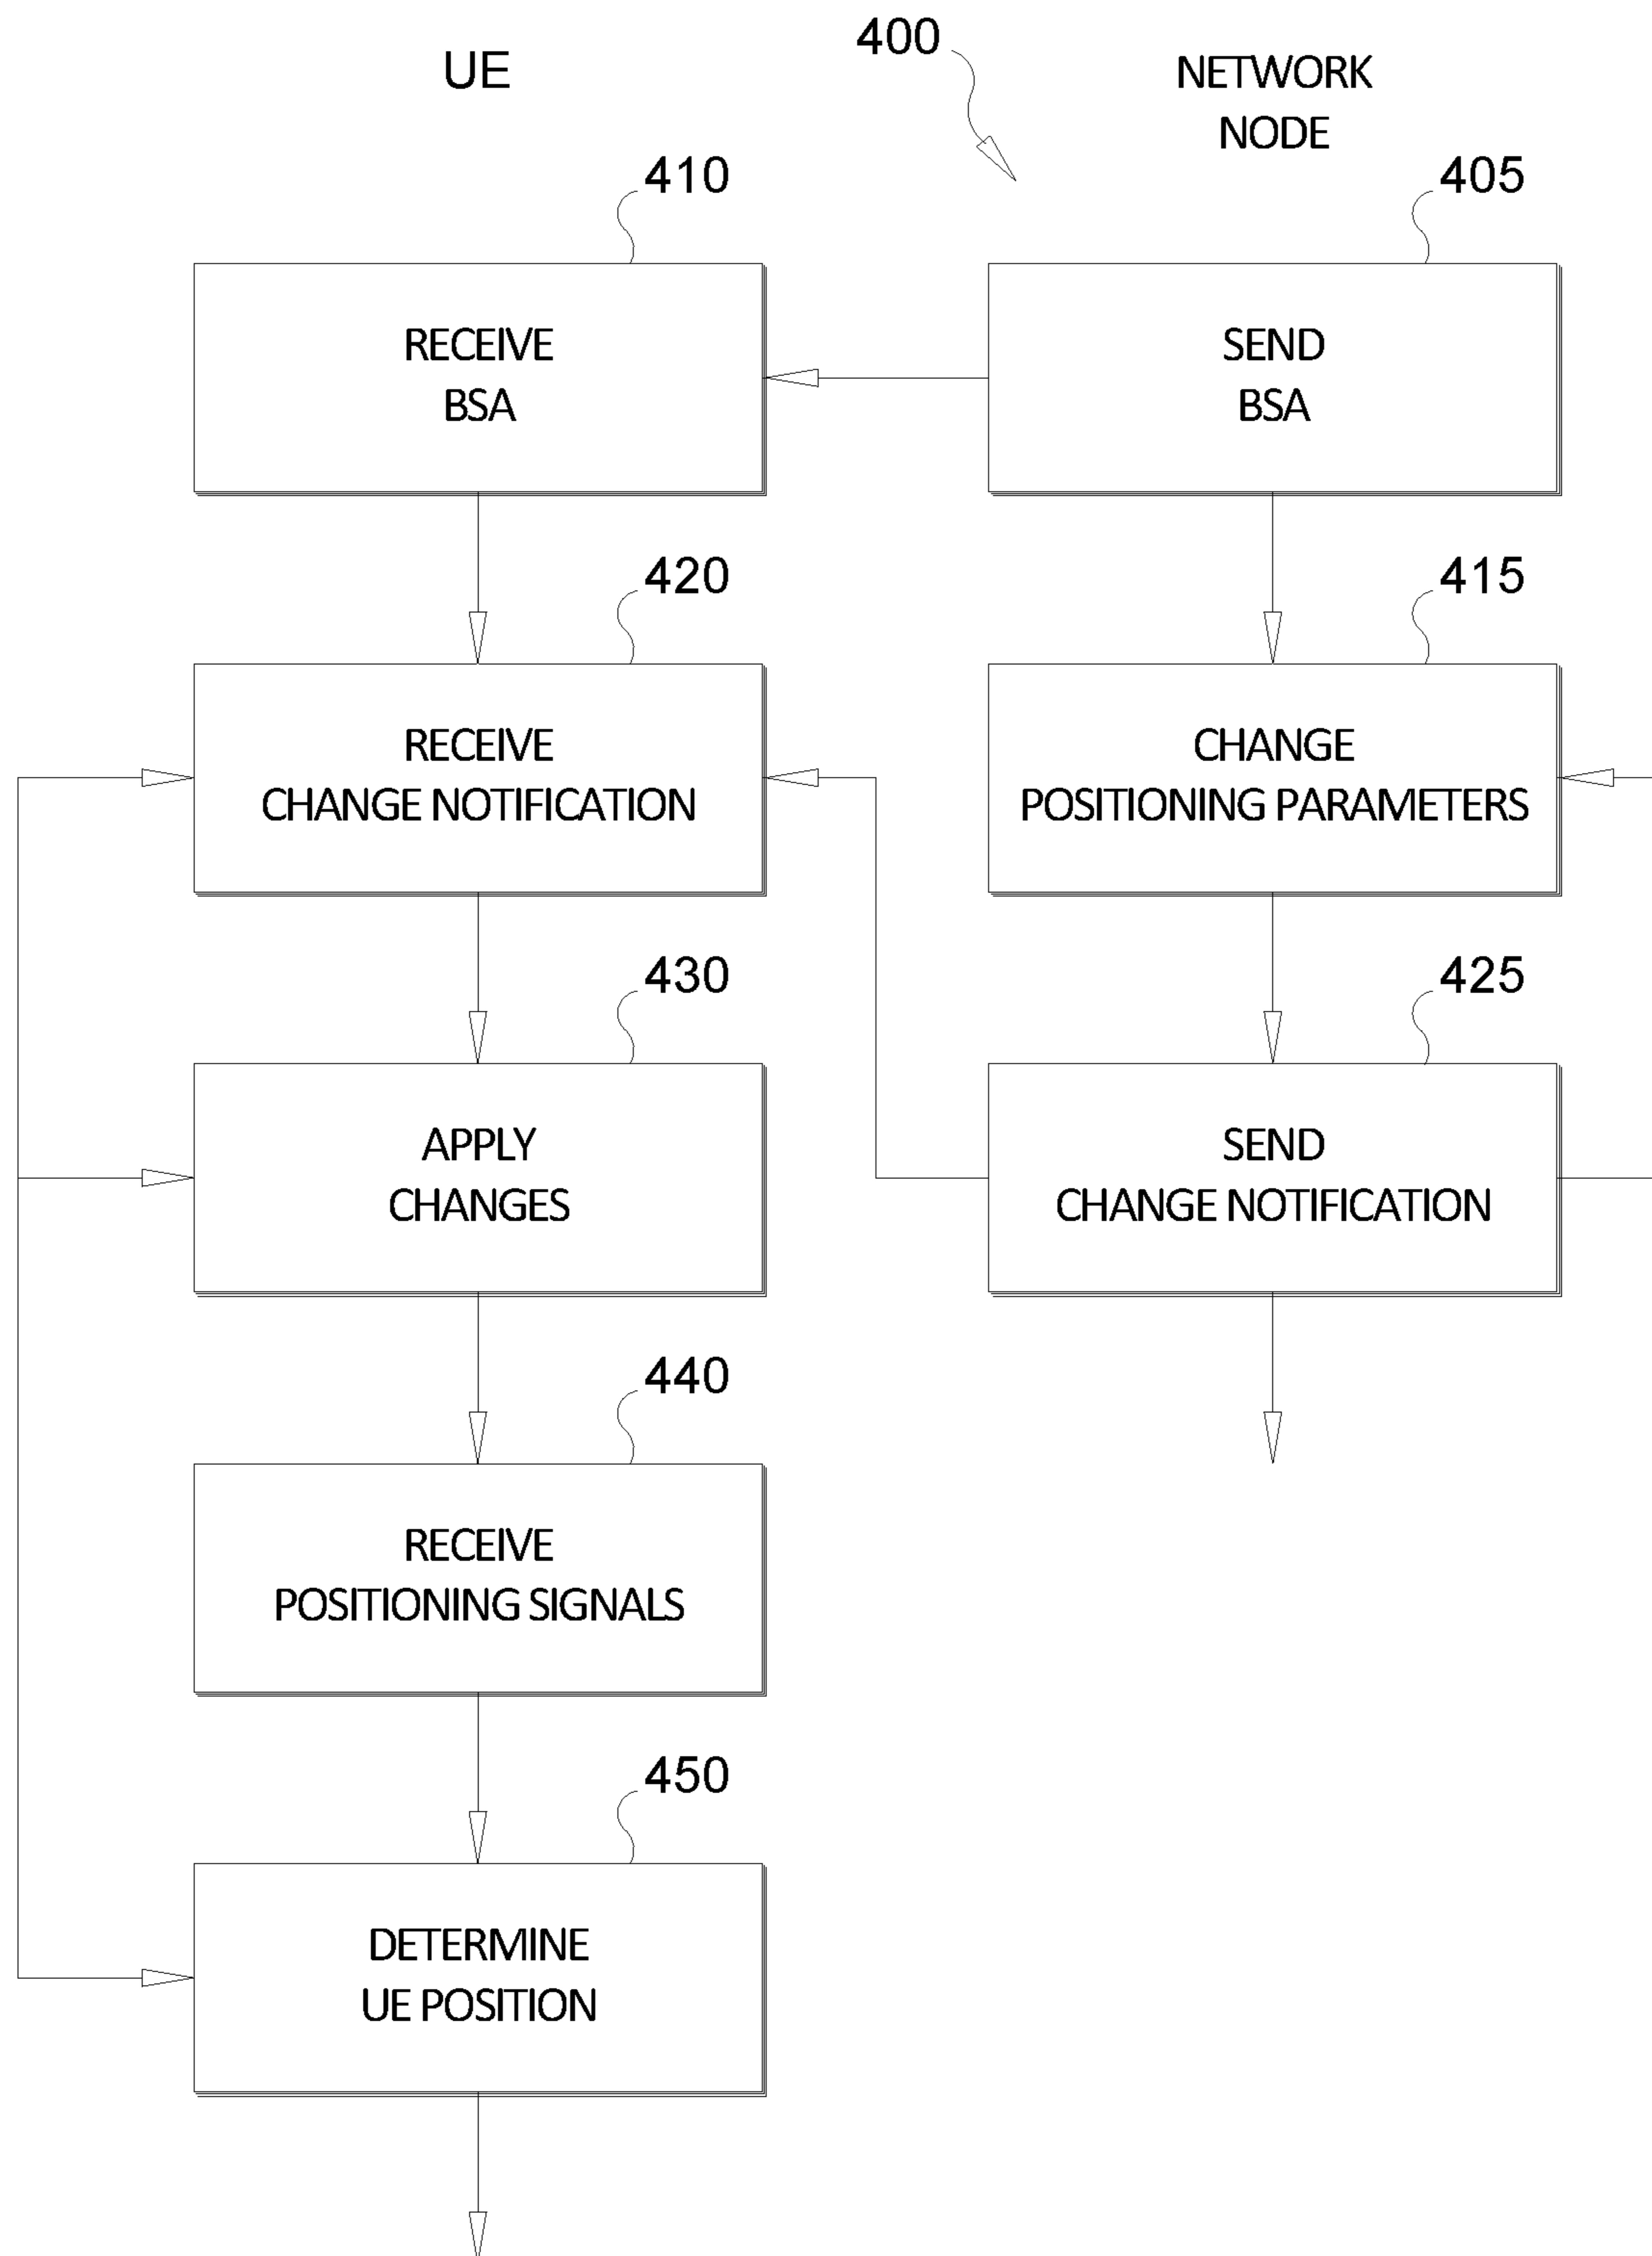 UE
400
NETWORK
NODE
410
405
RECEIVE
BSA
SEND
BSA
420
415
RECEIVE
CHANGE NOTIFICATION
CHANGE
POSITIONING PARAMETERS
430
425
APPLY
CHANGES
SEND
CHANGE NOTIFICATION
440
RECEIVE
POSITIONING SIGNALS
450
DETERMINE
UE POSITION